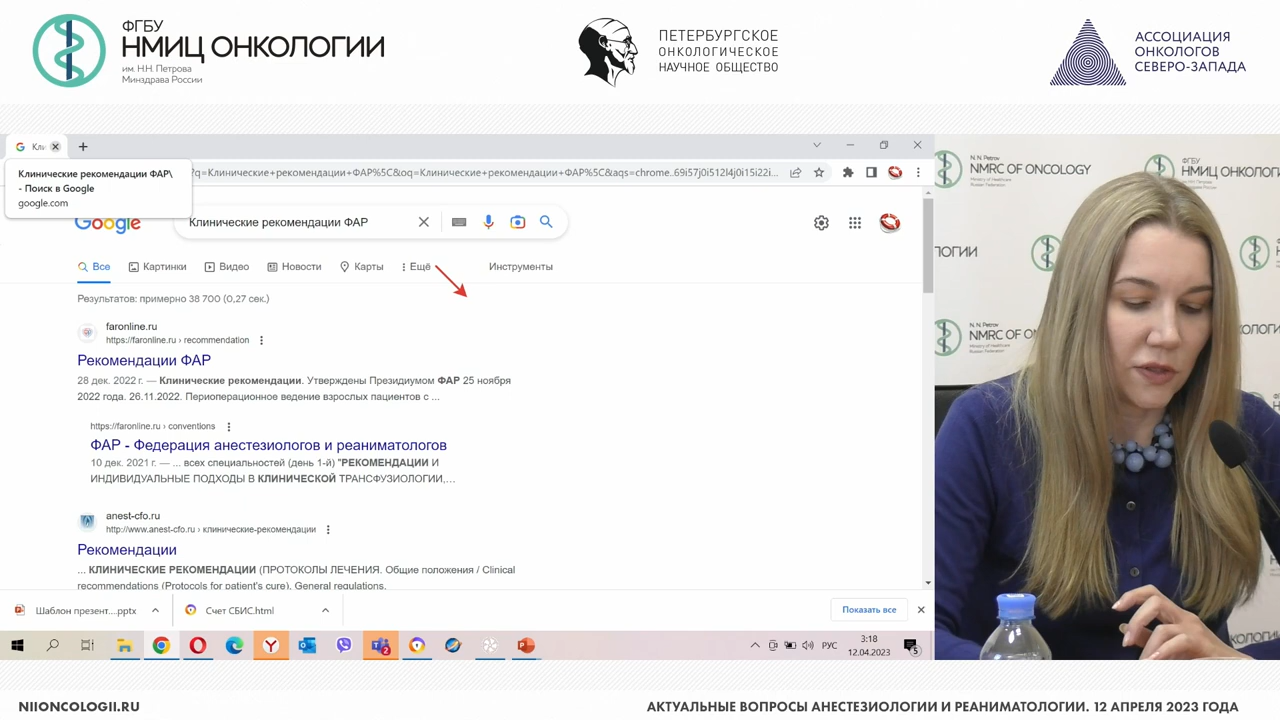 ФГБУ
НМИЦ ОНКОЛОГИИ
им. Н.Н. Петрова
Минздрава России
ПЕТЕРБУРГСКОЕ
ОНКОЛОГИЧЕСКОЕ
НАУЧНОЕ ОБЩЕСТВО
АССОЦИАЦИЯ
ОНКОЛОГОВ
СЕВЕРО-ЗАПАДА
Клинические рекомендации ФАР\
- Поиск в Google
google.com
?q=Клинические+рекомендации+ФАР%5C&oq=Клинические+рекомендации+ФАР%5C&aqs=chrome..69i57j0i512l4j0i15i22i...
Google
Клинические рекомендации ФАР
Все Картинки Видео Новости Карты Ещё Инструменты
Результатов: примерно 38 700 (0,27 сек.)
faronline.ru
https://faronline.ru › recommendation
Рекомендации ФАР
28 дек. 2022 г. — Клинические рекомендации. Утверждены Президиумом ФАР 25 ноября
2022 года. 26.11.2022. Периоперационное ведение взрослых пациентов с ...
https://faronline.ru › conventions
ФАР - Федерация анестезиологов и реаниматологов
10 дек. 2021 г. — ... всех специальностей (день 1-й) "РЕКОМЕНДАЦИИ И
ИНДИВИДУАЛЬНЫЕ ПОДХОДЫ В КЛИНИЧЕСКОЙ ТРАНСФУЗИОЛОГИИ,...
anest-cfo.ru
http://www.anest-cfo.ru › клинические-рекомендации
Рекомендации
... КЛИНИЧЕСКИЕ РЕКОМЕНДАЦИИ (ПРОТОКОЛЫ ЛЕЧЕНИЯ. Общие положения / Clinical
recommendations (Protocols for patient's cure). General regulations.
Шаблон презент....pptx
Счет СБИС.html
Показать все
РУС
3:18
12.04.2023
N. N. Petrov
NMRC OF ONCOLOGY
ФГБУ
НМИЦ ОНКОЛОГИИ
N. N. Petrov
NMRC OF ON
NIIONCOLOGII.RU
АКТУАЛЬНЫЕ ВОПРОСЫ АНЕСТЕЗИОЛОГИИ И РЕАНИМАТОЛОГИИ. 12 АПРЕЛЯ 2023 ГОДА